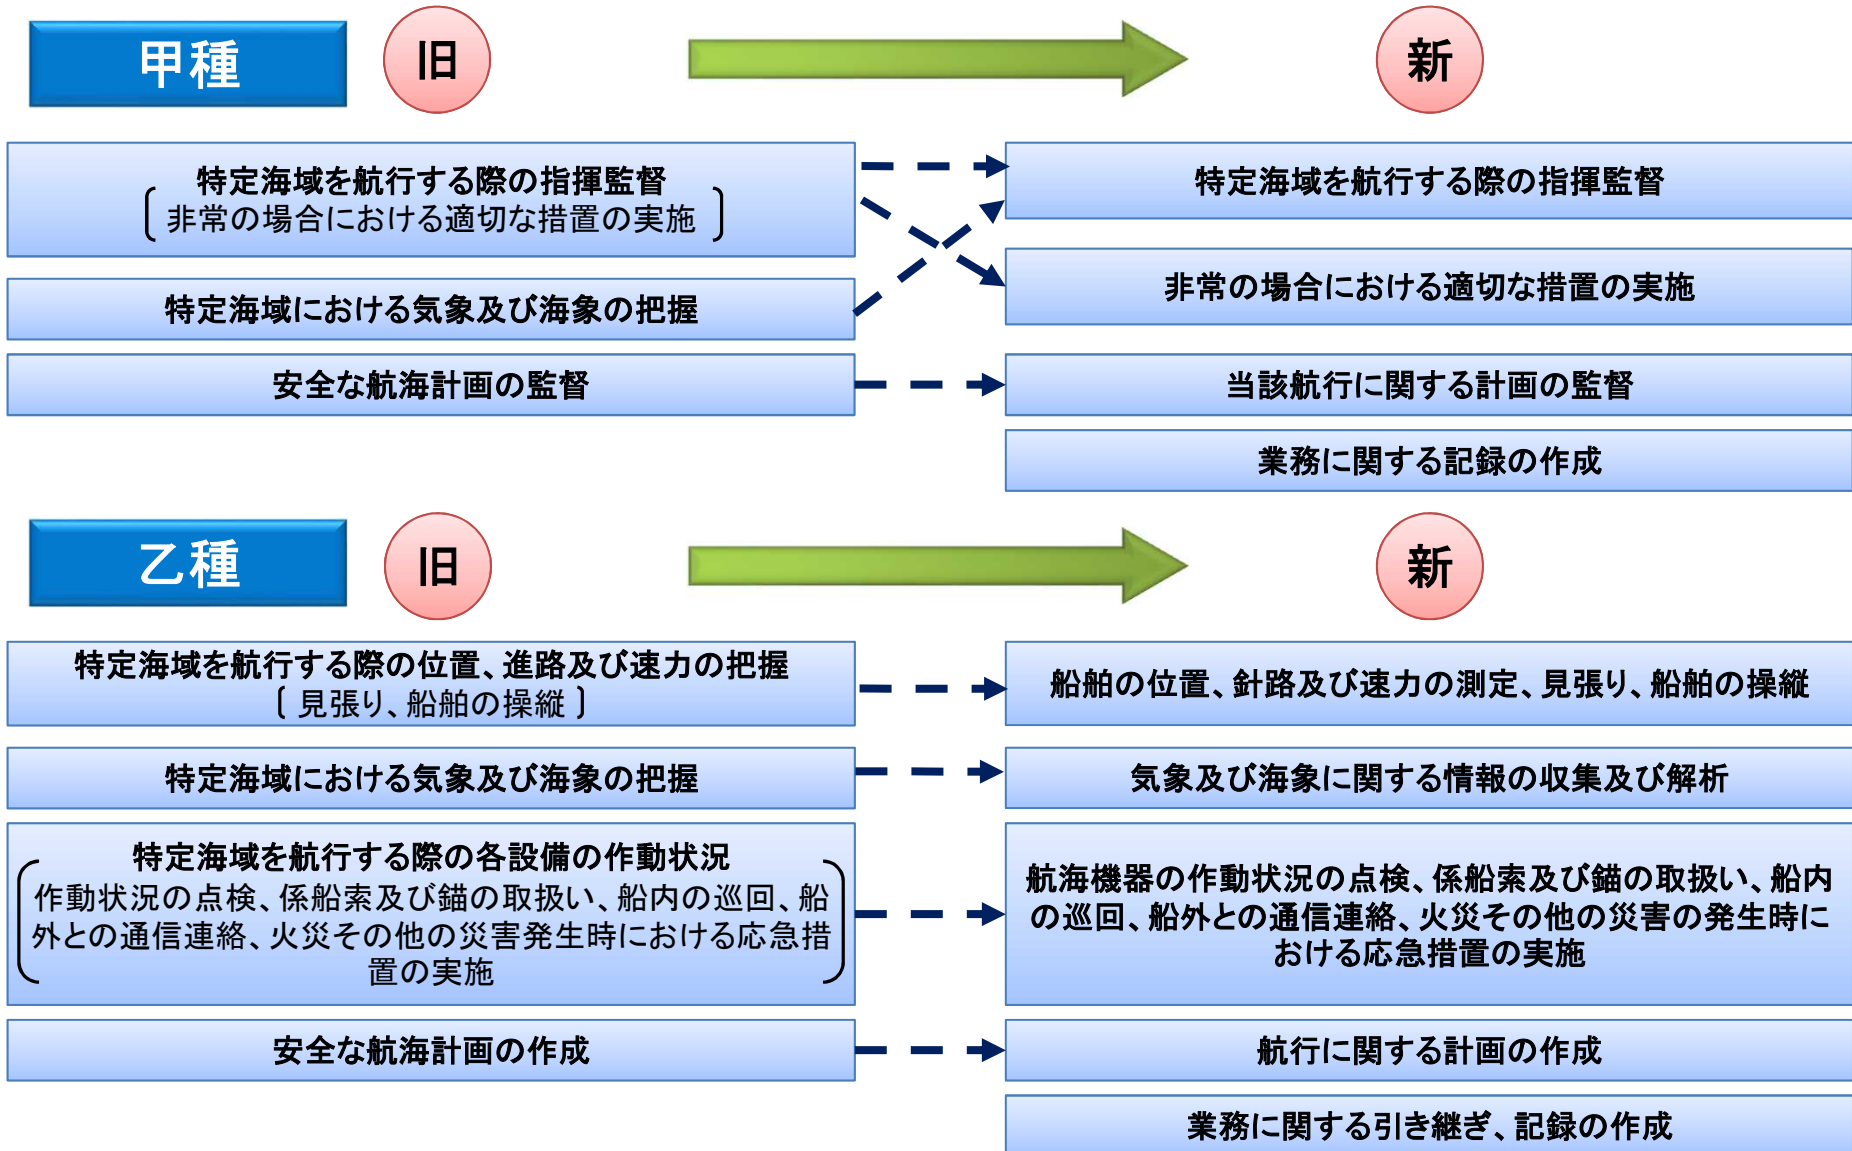 甲種
旧
新
特定海域を航行する際の指揮監督
〔 非常の場合における適切な措置の実施 〕
特定海域における気象及び海象の把握
安全な航海計画の監督
特定海域を航行する際の指揮監督
非常の場合における適切な措置の実施
当該航行に関する計画の監督
業務に関する記録の作成
乙種
旧
新
特定海域を航行する際の位置、進路及び速力の把握
〔 見張り、船舶の操縦 〕
特定海域における気象及び海象の把握
特定海域を航行する際の各設備の作動状況
作動状況の点検、係船索及び錨の取扱い、船内の巡回、船
外との通信連絡、火災その他の災害発生時における応急措
置の実施
安全な航海計画の作成
船舶の位置、針路及び速力の測定、見張り、船舶の操縦
気象及び海象に関する情報の収集及び解析
航海機器の作動状況の点検、係船索及び錨の取扱い、船内
の巡回、船外との通信連絡、火災その他の災害の発生時に
おける応急措置の実施
航行に関する計画の作成
業務に関する引き継ぎ、記録の作成